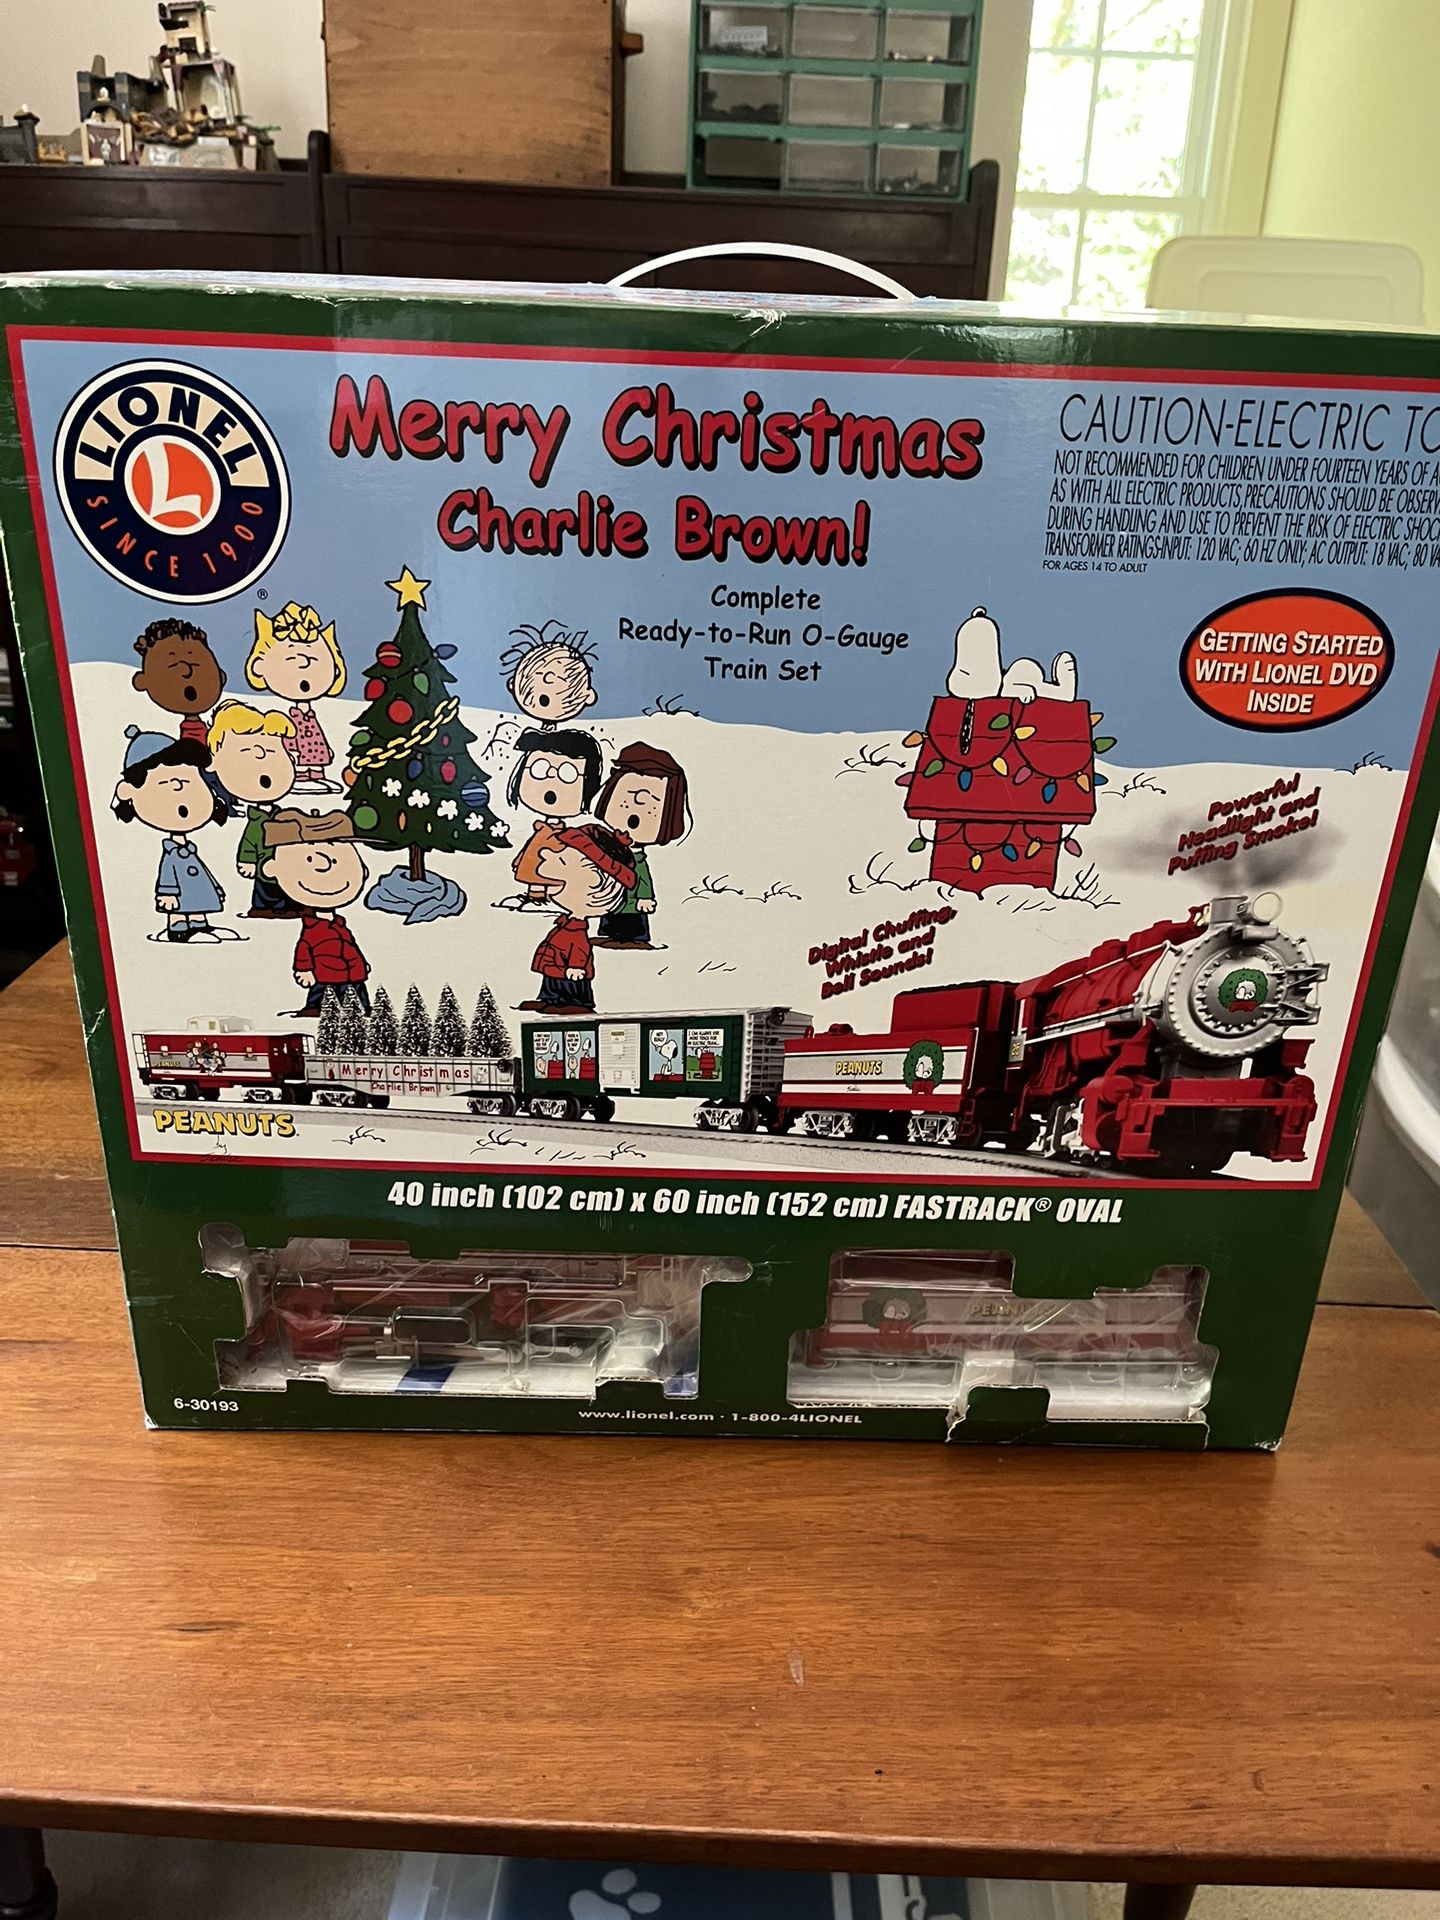 LIONEL
SINCE 1900
®
Merry Christmas
Charlie Brown!
Complete
Ready-to-Run O-Gauge
Train Set
CAUTION-ELECTRIC
NOT RECOMMENDED FOR CHILDREN UNDER FOURTEEN YEARS OF
AS WITH ALL ELECTRIC PRODUCTS, PRECAUTIONS SHOULD BE
DURING HANDLING AND USE TO PREVENT THE RISK OF ELECTRIC
TRANSFORMER RATINGS-INPUT: 120 VAC; 60 HZ ONLY; AC OUTPUT: 18 VAC; 80
FOR AGES 14 TO ADULT
GETTING STARTED
WITH LIONEL DVD
INSIDE
Powerful
Headlight and
Puffing Smoke!
Digital Chuffing,
Whistle and
Bell Sounds!
PEANUTS
Merry Christmas
Charlie Brown!
PEANUTS
PEANUTS
by
40 inch (102 cm) x 60 inch (152 cm) FASTRACK® OVAL
PEANUTS
6-30193
www.lionel.com · 1-800-4LIONEL